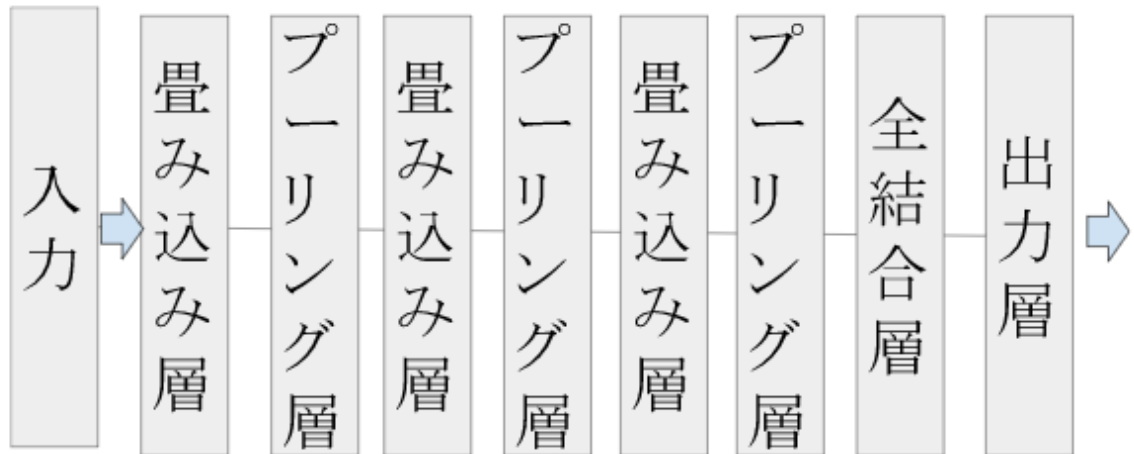 入力
畳み込み層
プーリング層
畳み込み層
プーリング層
畳み込み層
プーリング層
全結合層
出力層